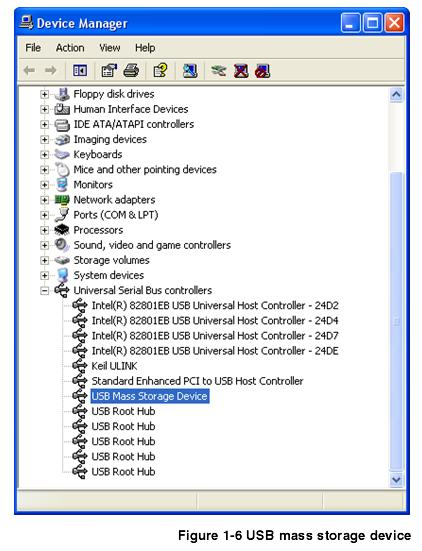 Device Manager
File Action View Help
Floppy disk drives
Human Interface Devices
IDE ATA/ATAPI controllers
Imaging devices
Keyboards
Mice and other pointing devices
Monitors
Network adapters
Ports (COM & LPT)
Processors
Sound, video and game controllers
Storage volumes
System devices
Universal Serial Bus controllers
Intel(R) 82801EB USB Universal Host Controller - 24D2
Intel(R) 82801EB USB Universal Host Controller - 24D4
Intel(R) 82801EB USB Universal Host Controller - 24D7
Intel(R) 82801EB USB Universal Host Controller - 24DE
Keil ULINK
Standard Enhanced PCI to USB Host Controller
USB Mass Storage Device
USB Root Hub
USB Root Hub
USB Root Hub
USB Root Hub
USB Root Hub
Figure 1-6 USB mass storage device